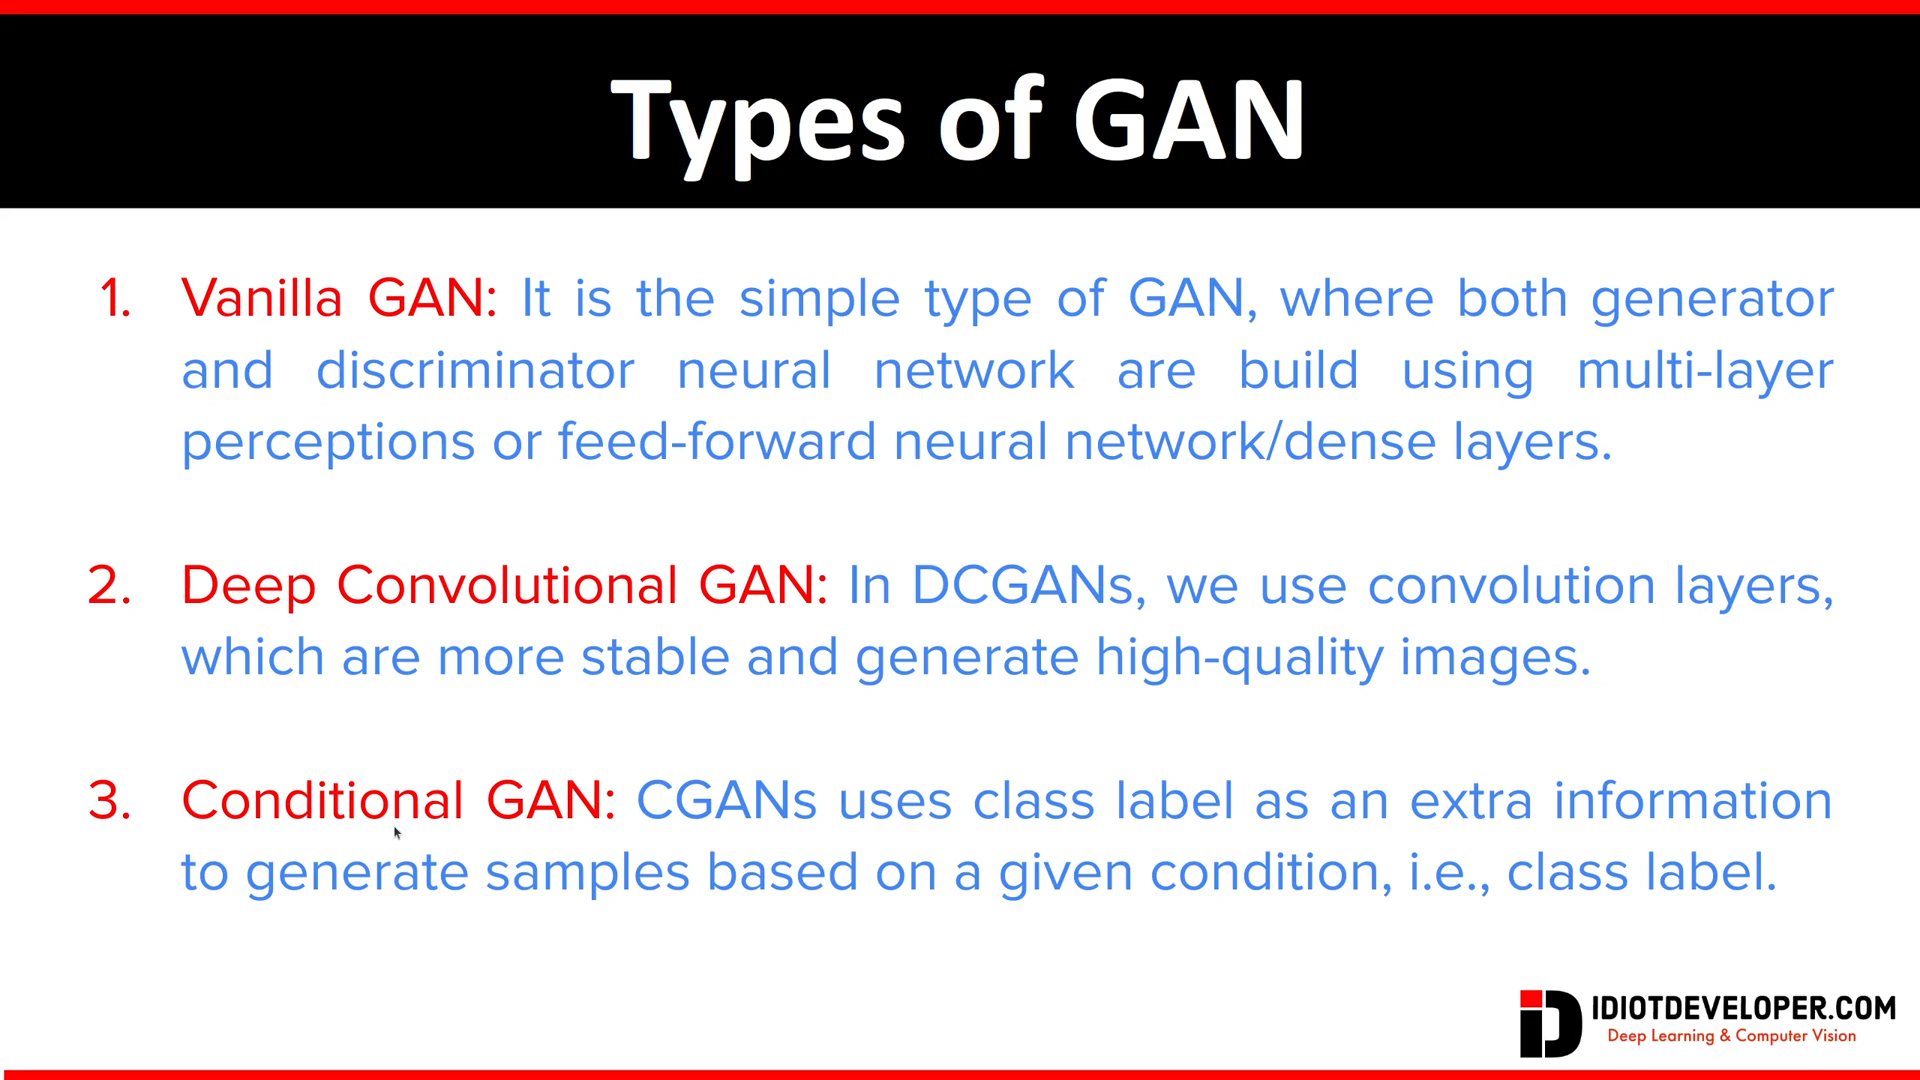 Types of GAN
1. Vanilla GAN: It is the simple type of GAN, where both generator
and discriminator neural network are build using multi-layer
perceptions or feed-forward neural network/dense layers.
2. Deep Convolutional GAN: In DCGANs, we use convolution layers,
which are more stable and generate high-quality images.
3. Conditional GAN: CGANs uses class label as an extra information
to generate samples based on a given condition, i.e., class label.
ID IDIOTDEVELOPER.COM
Deep Learning & Computer Vision